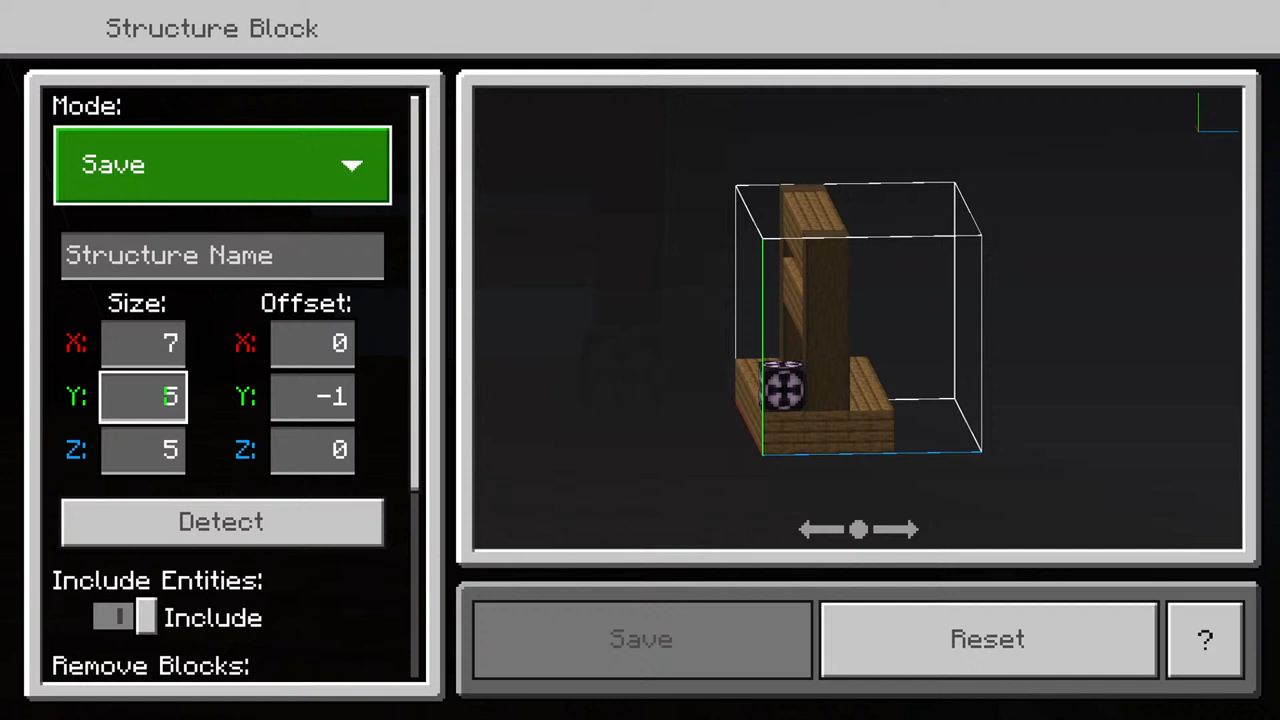 Structure Block
Mode:
Save
Structure Name
Size: Offset:
X: 7 X: 0
Y: 5 Y: -1
Z: 5 Z: 0
Detect
Include Entities:
Include
Remove Blocks:
Save Reset ?